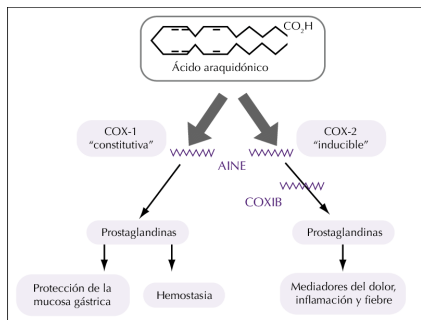 CO₂H
Ácido araquidónico
COX-1
“constitutiva”
COX-2
“inducible”
AINE
COXIB
Prostaglandinas
Prostaglandinas
Protección de la
mucosa gástrica
Hemostasia
Mediadores del dolor,
inflamación y fiebre